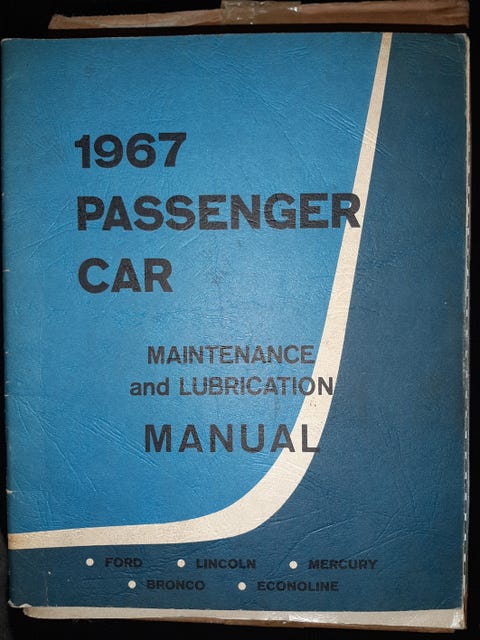 1967
PASSENGER
CAR
MAINTENANCE
and LUBRICATION
MANUAL
• FORD • LINCOLN • MERCURY
• BRONCO • ECONOLINE